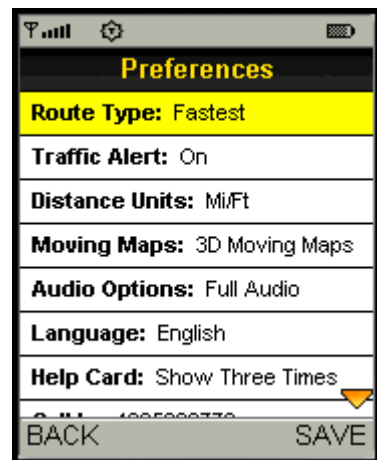 Preferences
Route Type: Fastest
Traffic Alert: On
Distance Units: Mi/Ft
Moving Maps: 3D Moving Maps
Audio Options: Full Audio
Language: English
Help Card: Show Three Times
BACK SAVE